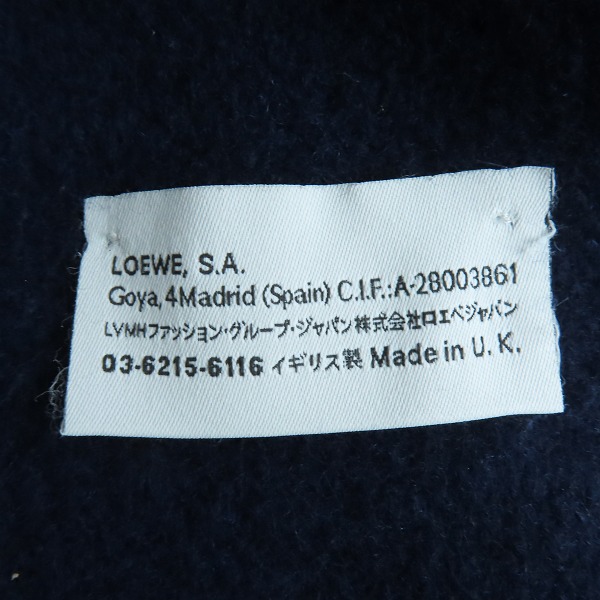 LOEWE, S.A.
Goya, 4 Madrid (Spain) C.I.F.:A-28003861
LVMHファッション・グループ・ジャパン株式会社ロエベジャパン
03-6215-6116 イギリス製 Made in U. K.